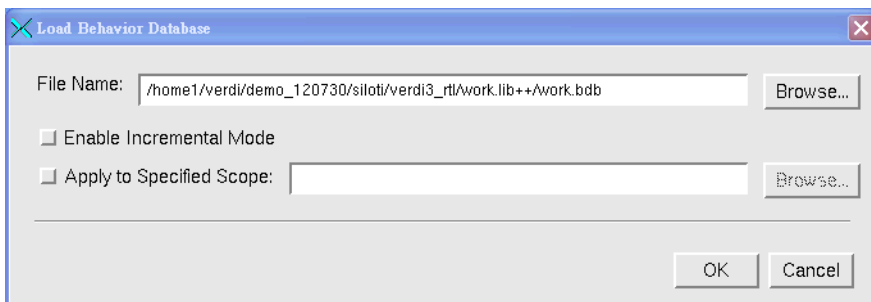 Load Behavior Database
File Name: /home1/verdi/demo_120730/siloti/verdi3_rtl/work.lib++/work.bdb Browse...
Enable Incremental Mode
Apply to Specified Scope: Browse...
OK Cancel